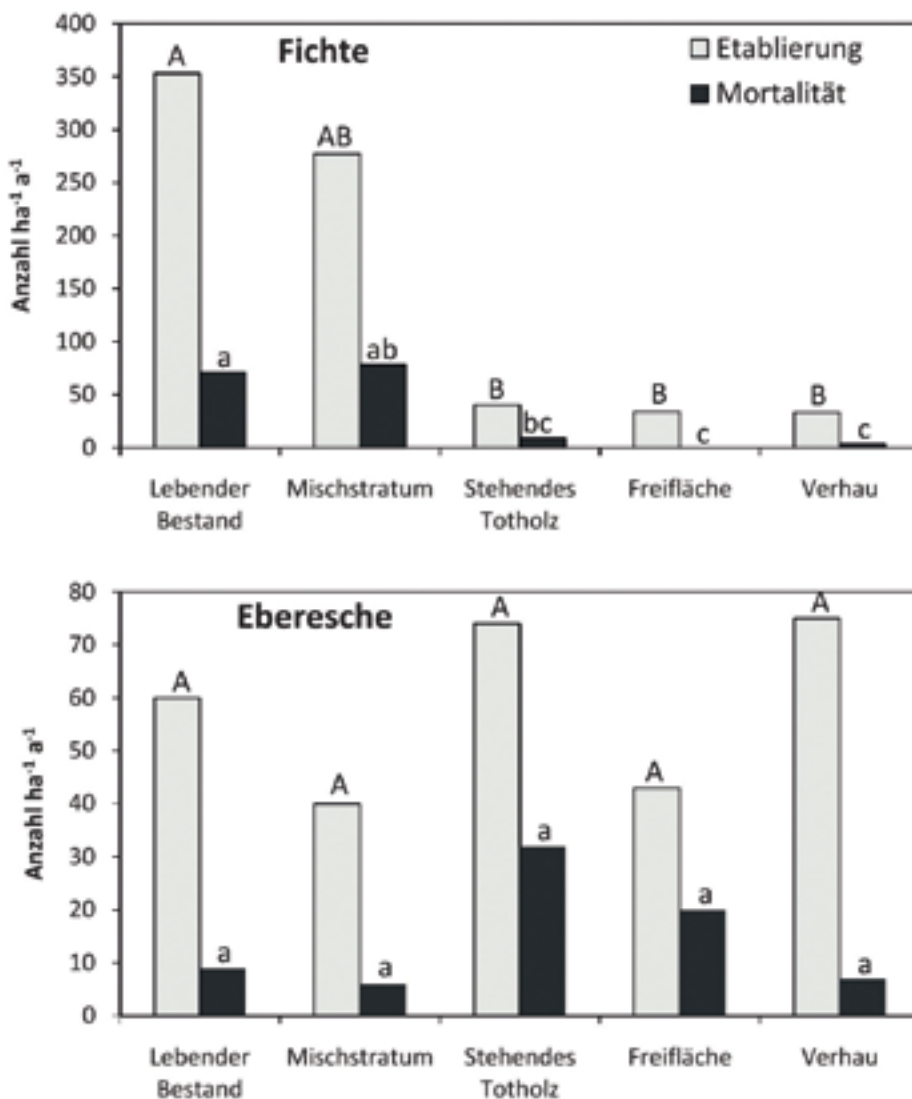 Fichte
Etablierung
Mortalität
Anzahl ha-1 a-1
400
350
300
250
200
150
100
50
0
A
a
AB
ab
B
bc
B
c
B
c
Lebender Bestand
Mischstratum
Stehendes Totholz
Freifläche
Verhau
Eberesche
Anzahl ha-1 a-1
80
70
60
50
40
30
20
10
0
A
a
A
a
A
a
A
a
A
a
Lebender Bestand
Mischstratum
Stehendes Totholz
Freifläche
Verhau